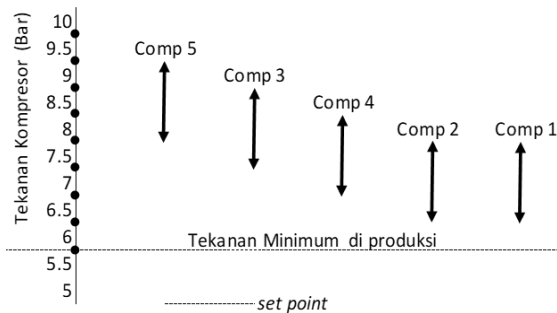 Tekanan Kompresor (Bar)
10
9.5
9
8.5
8
7.5
7
6.5
6
5.5
5
Comp 5
Comp 3
Comp 4
Comp 2
Comp 1
Tekanan Minimum di produksi
set point